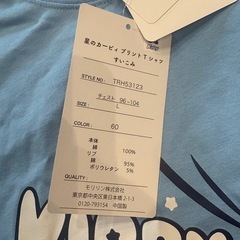 星のカービィ プリントTシャツ
すいこみ
STYLE NO : TRH53123
チェスト 96-104
SIZE : L
COLOR : 60
本体
綿 100%
リブ
綿 95%
ポリウレタン 5%
モリリン株式会社
東京都中央区東日本橋 2-1-3
0120-793154 中国製